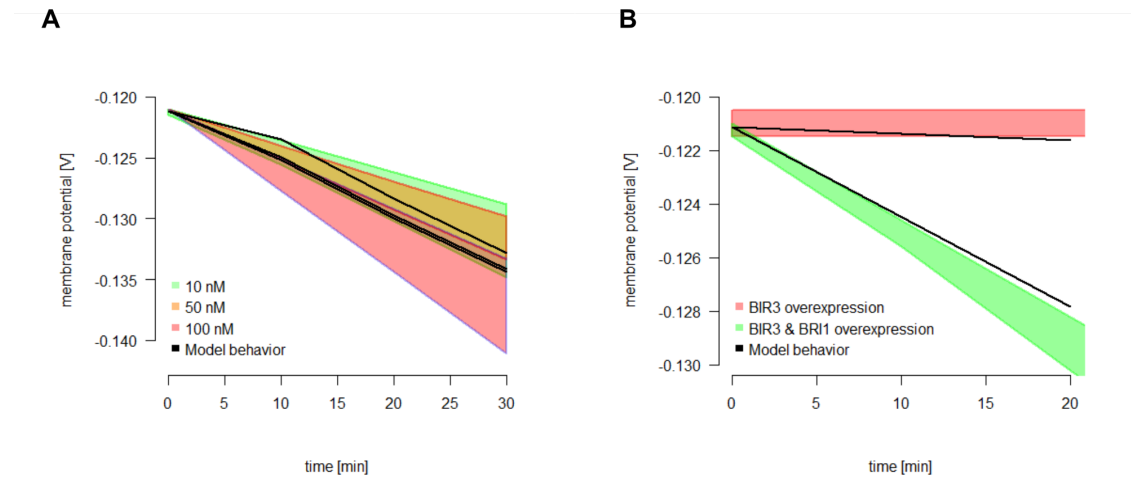 A
-0.120
-0.125
-0.130
-0.135
-0.140
membrane potential [V]
10 nM
50 nM
100 nM
Model behavior
0 5 10 15 20 25 30
time [min]
B
-0.120
-0.122
-0.124
-0.126
-0.128
-0.130
membrane potential [V]
BIR3 overexpression
BIR3 & BRI1 overexpression
Model behavior
0 5 10 15 20
time [min]